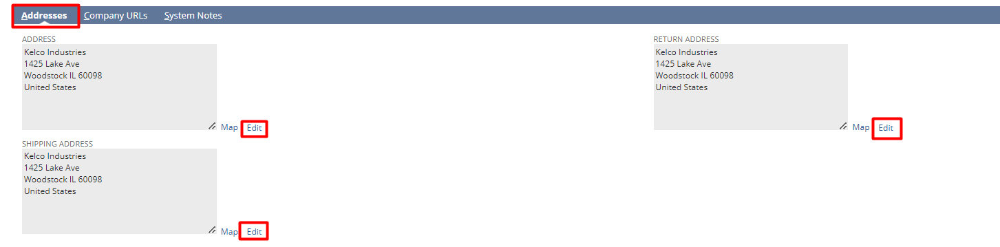 Addresses Company URLs System Notes
ADDRESS
Kelco Industries
1425 Lake Ave
Woodstock IL 60098
United States
Map Edit
RETURN ADDRESS
Kelco Industries
1425 Lake Ave
Woodstock IL 60098
United States
Map Edit
SHIPPING ADDRESS
Kelco Industries
1425 Lake Ave
Woodstock IL 60098
United States
Map Edit